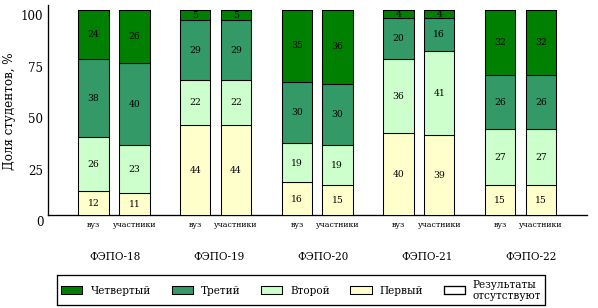 Доля студентов, %
100
75
50
25
0
24 26 5 5 35 36 4 4 32 32
38 40 29 29 30 30 20 16 26 26
26 23 22 22 19 19 36 41 27 27
12 11 44 44 16 15 40 39 15 15
вуз участники вуз участники вуз участники вуз участники вуз участники
ФЭПО-18 ФЭПО-19 ФЭПО-20 ФЭПО-21 ФЭПО-22
Четвертый Третий Второй Первый Результаты
отсутствуют